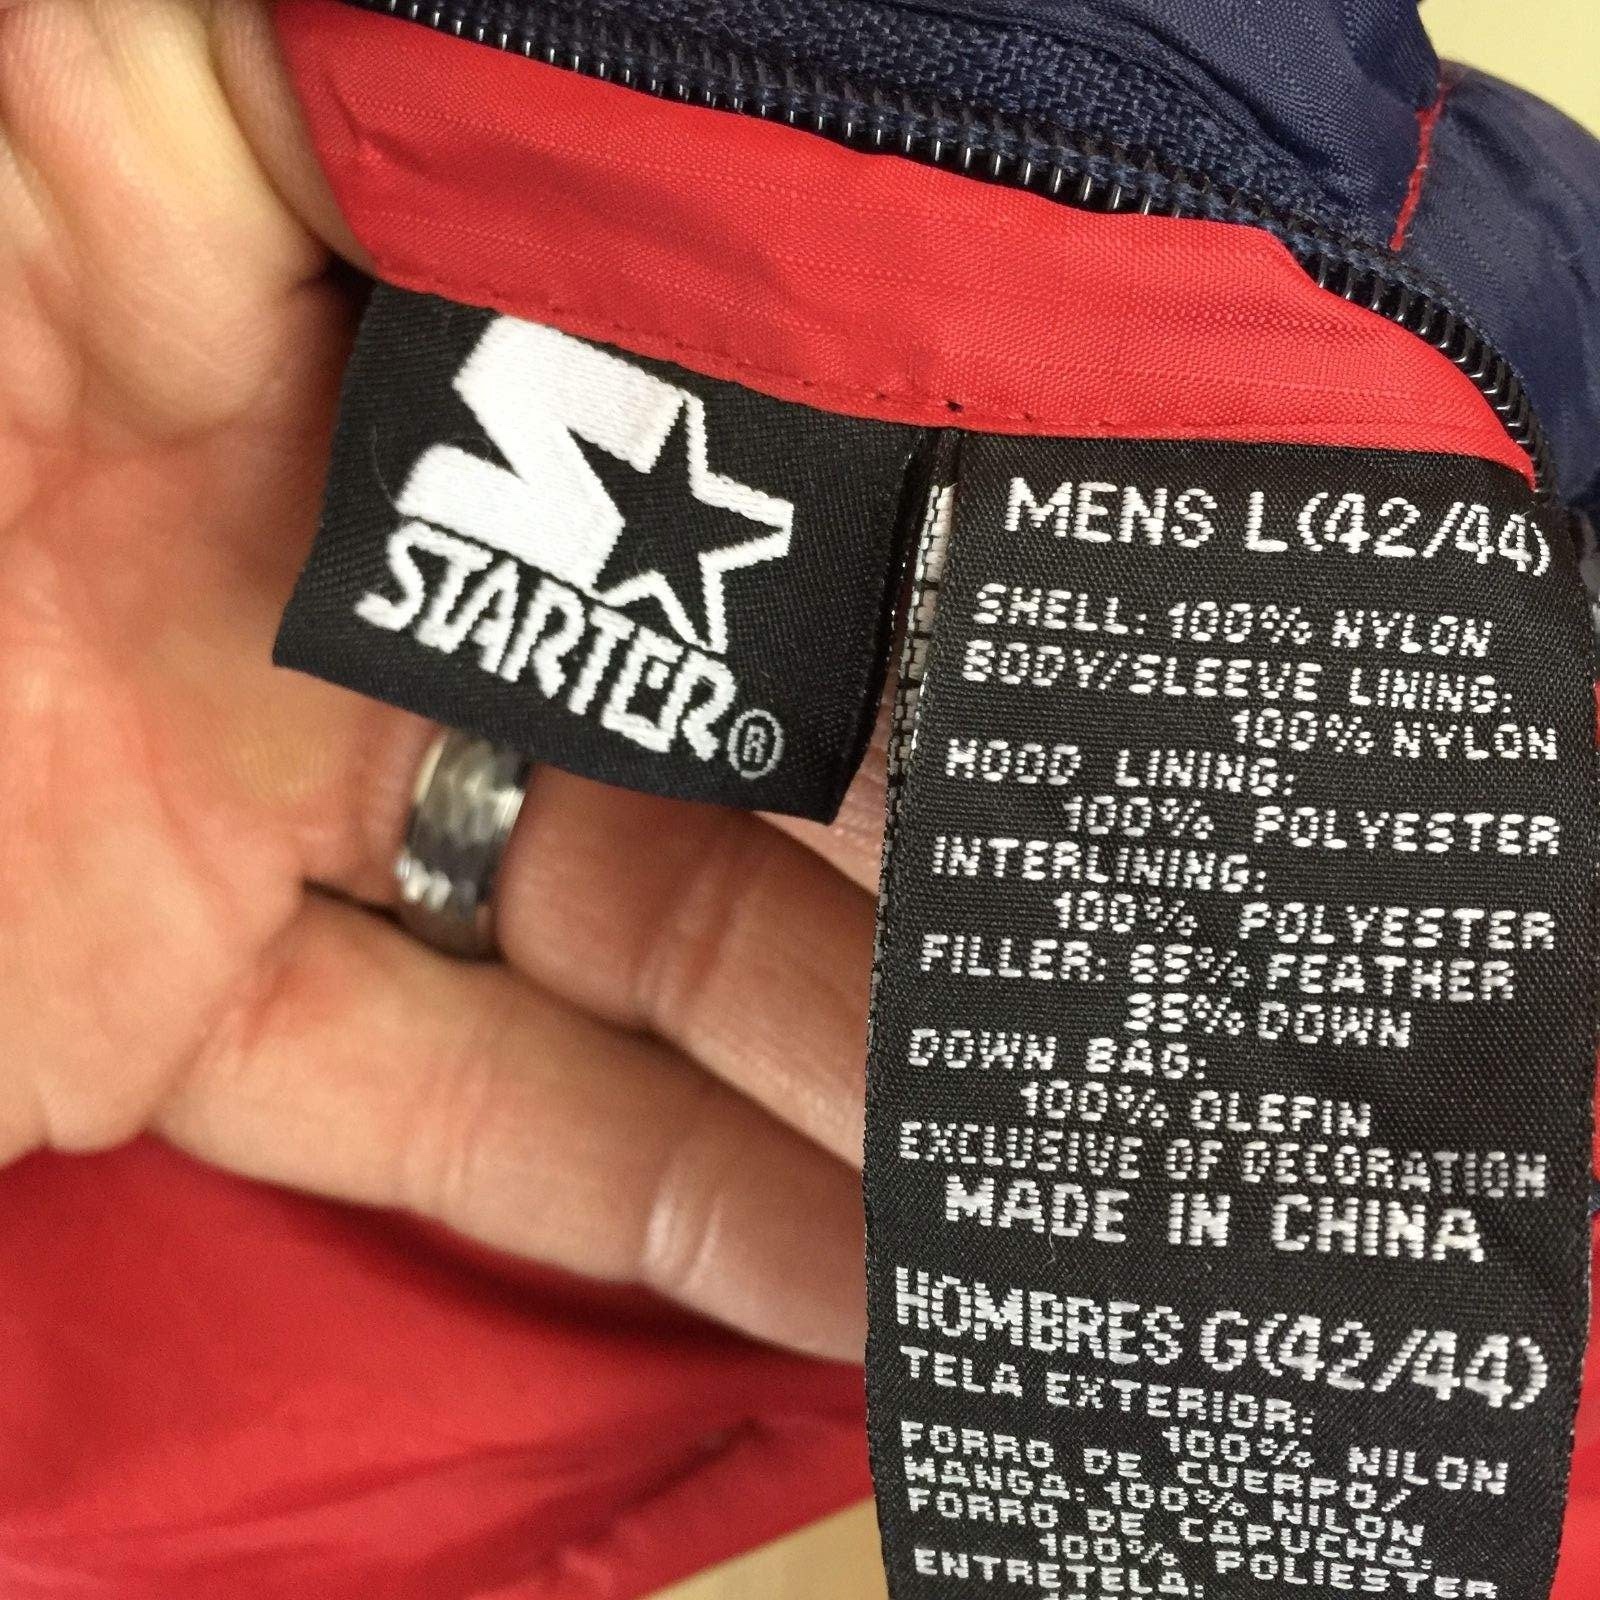 STARTER®
MENS L(42/44)
SHELL: 100% NYLON
BODY/SLEEVE LINING:
100% NYLON
HOOD LINING:
100% POLYESTER
INTERLINING:
100% POLYESTER
FILLER: 65% FEATHER
35% DOWN
DOWN BAG:
100% OLEFIN
EXCLUSIVE OF DECORATION
MADE IN CHINA
HOMBRES G(42/44)
TELA EXTERIOR:
100% NILON
FORRO DE CUERPO/
MANGA: 100% NILON
FORRO DE CAPUCHA:
100% POLIESTER
ENTRETELA: